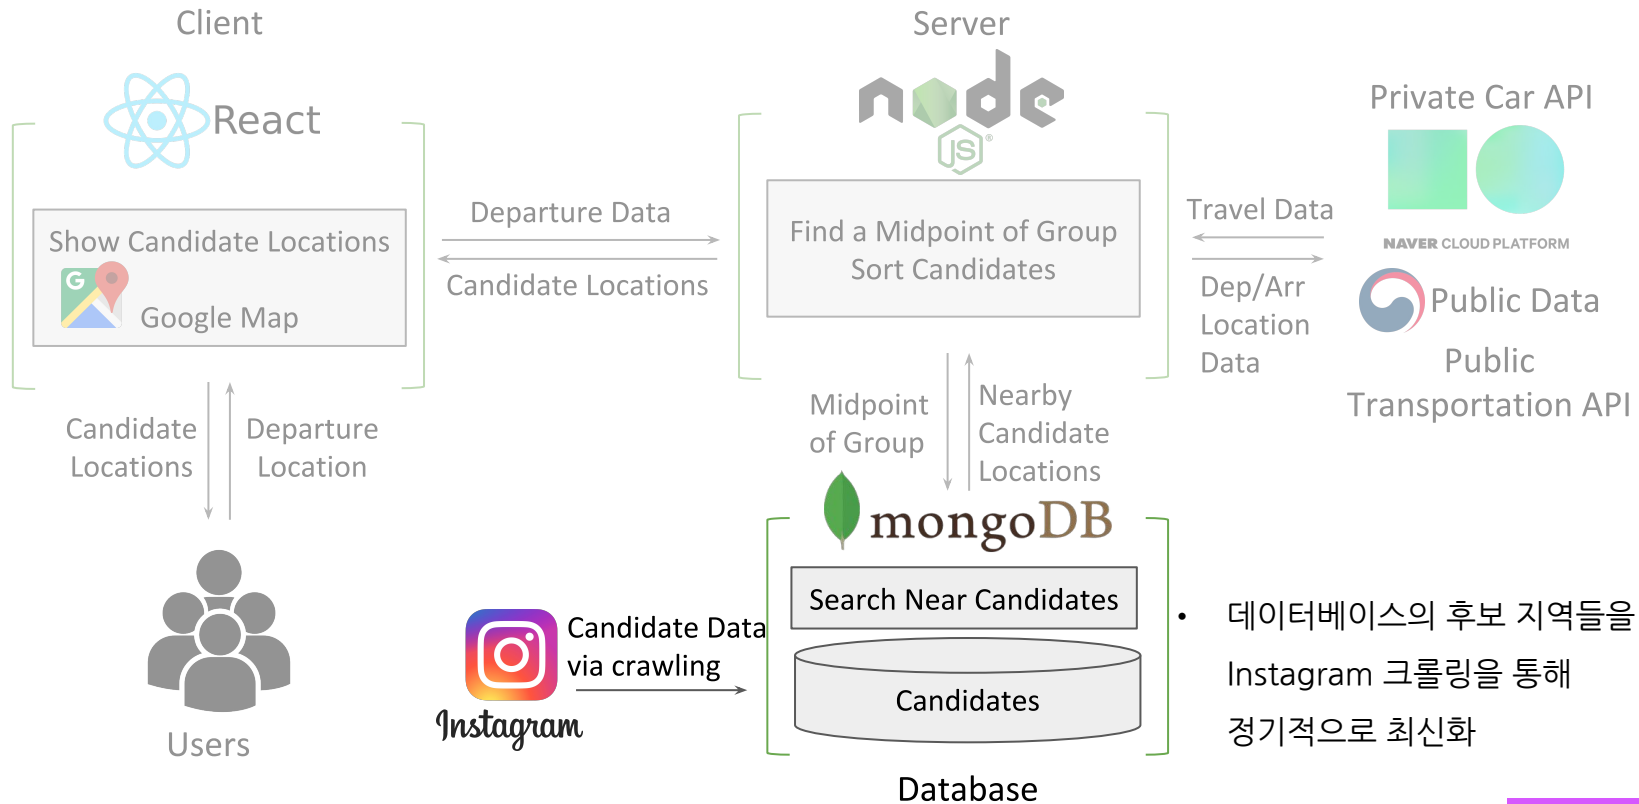 Client
React
Show Candidate Locations
G
Google Map
Departure Data
Candidate Locations
Server
node
JS
®
Find a Midpoint of Group
Sort Candidates
Travel Data
Dep/Arr
Location
Data
Private Car API
NAVER CLOUD PLATFORM
Public Data
Public
Transportation API
Candidate
Locations
Departure
Location
Users
Midpoint
of Group
Nearby
Candidate
Locations
mongoDB
Search Near Candidates
Candidates
Database
Candidate Data
via crawling
Instagram
• 데이터베이스의 후보 지역들을
Instagram 크롤링을 통해
정기적으로 최신화